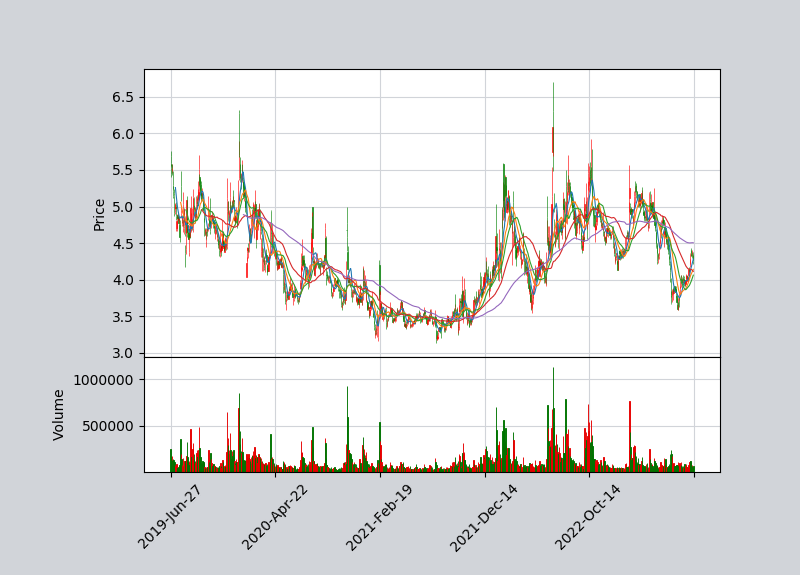 6.5
6.0
5.5
5.0
4.5
4.0
3.5
3.0
Price
1000000
500000
Volume
2019-Jun-27
2020-Apr-22
2021-Feb-19
2021-Dec-14
2022-Oct-14